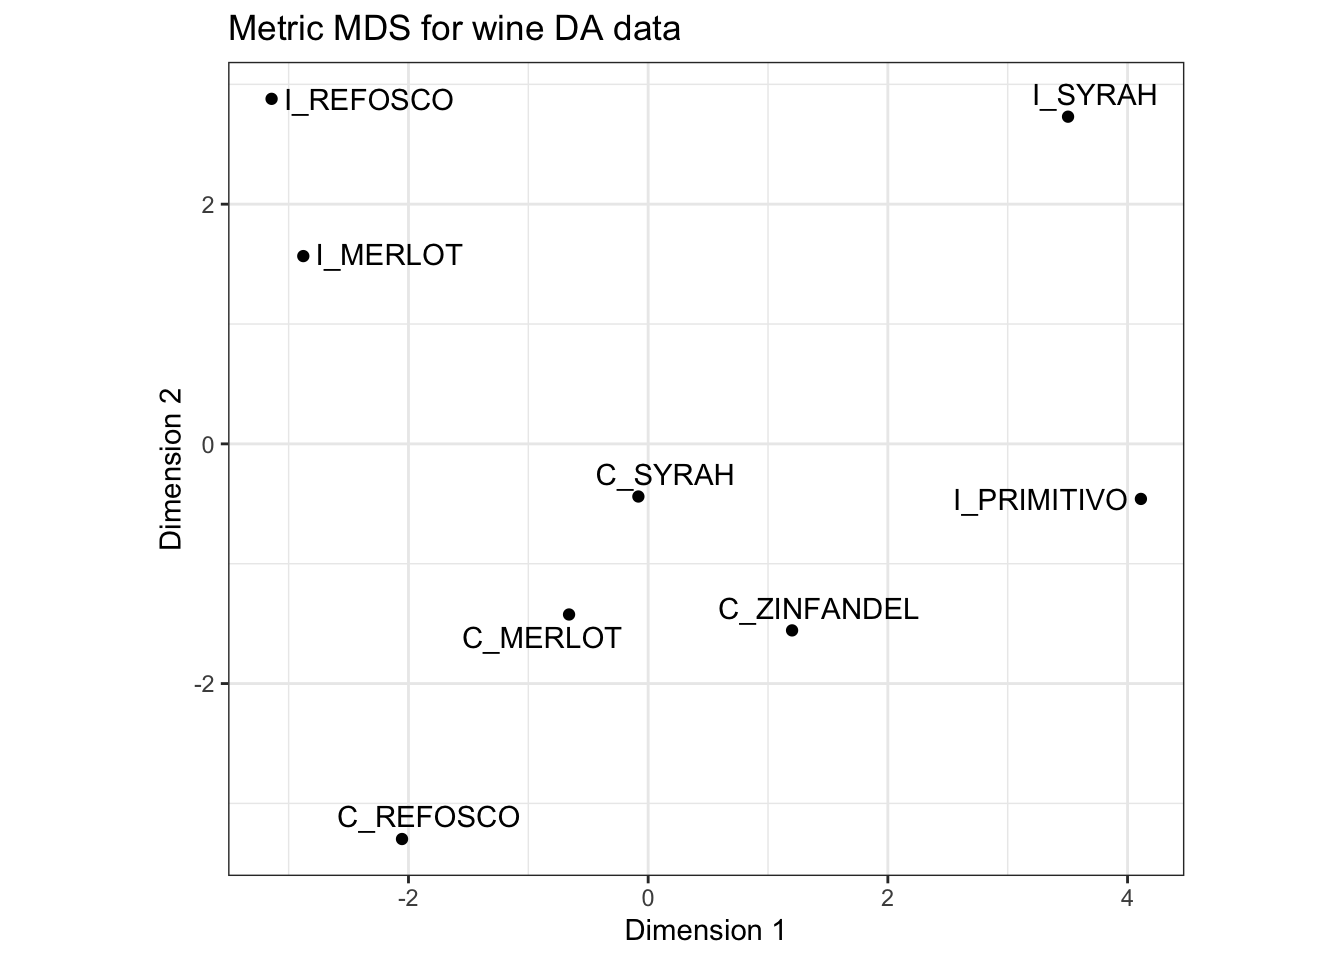 Metric MDS for wine DA data
I_REFOSCO
I_SYRAH
2
I_MERLOT
0
C_SYRAH
I_PRIMITIVO
C_ZINFANDEL
C_MERLOT
-2
C_REFOSCO
-2 0 2 4
Dimension 1
Dimension 2